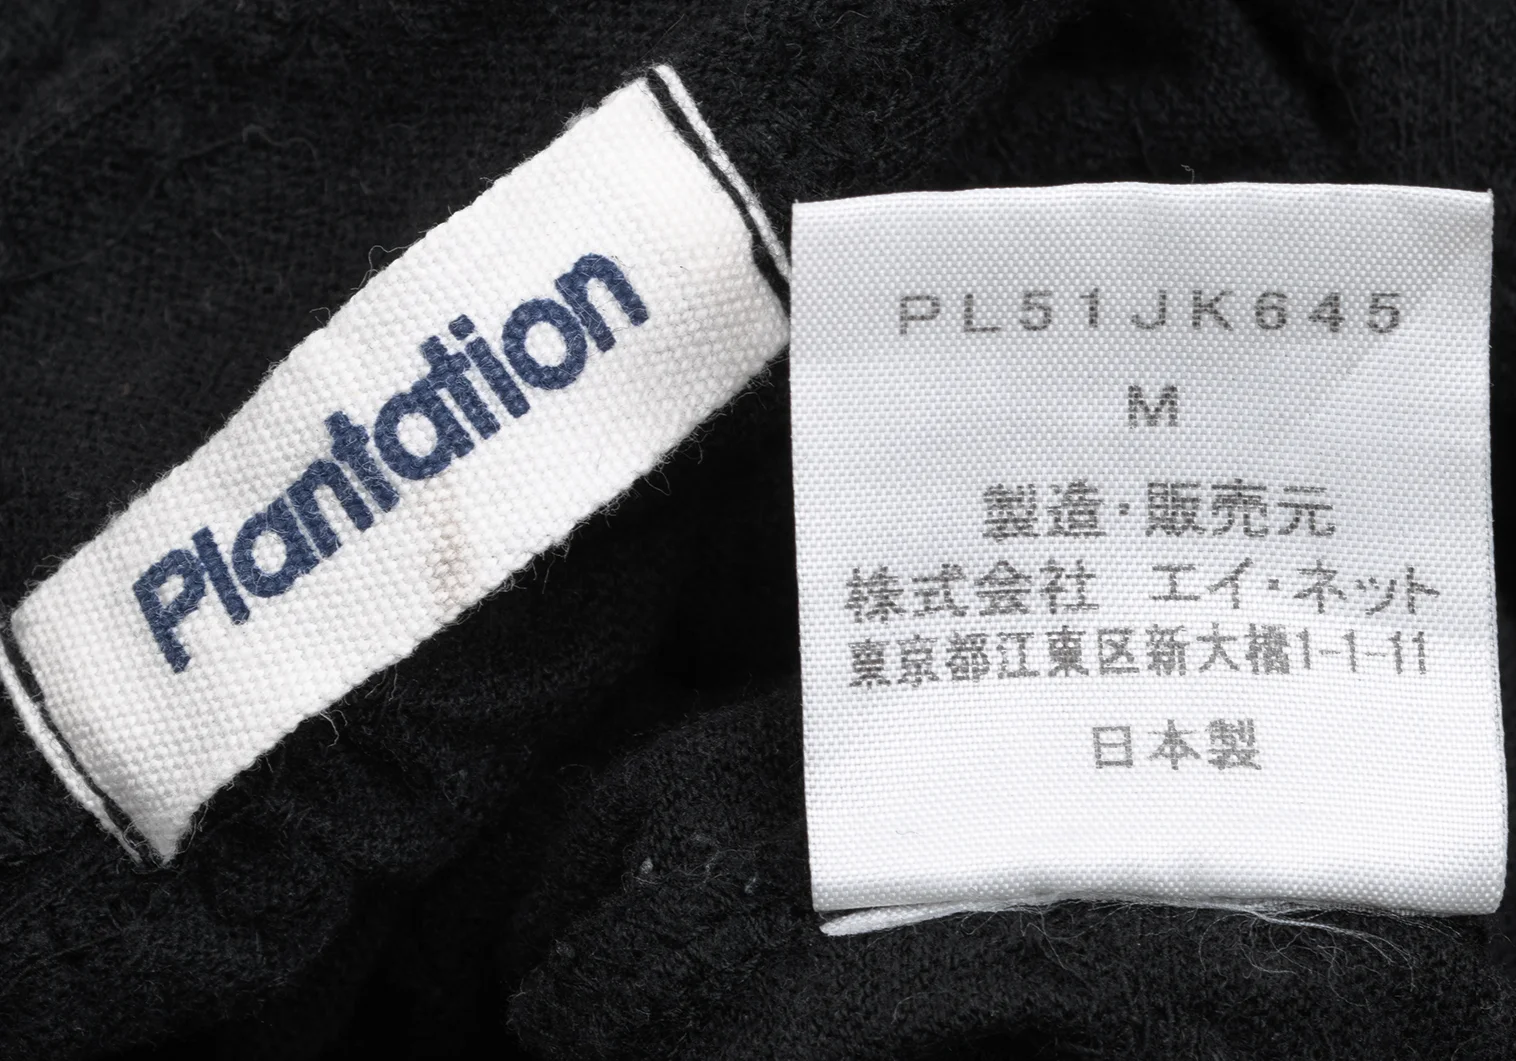 Plantation
PL51JK645
M
製造・販売元
株式会社　エイ・ネット
東京都江東区新大橋1-1-11
日本製